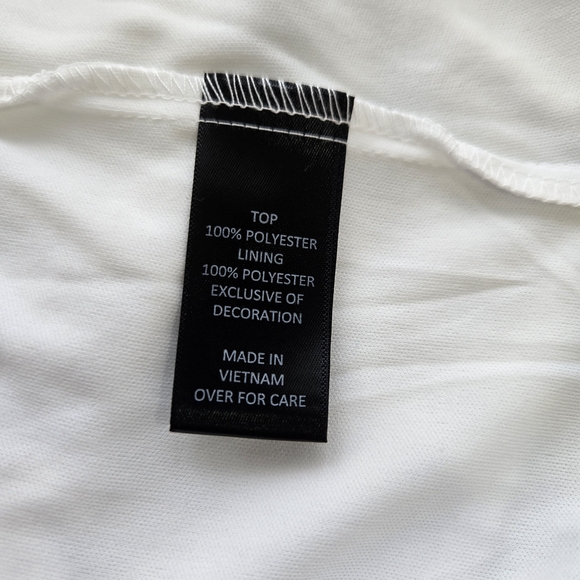 TOP
100% POLYESTER
LINING
100% POLYESTER
EXCLUSIVE OF
DECORATION
MADE IN
VIETNAM
OVER FOR CARE